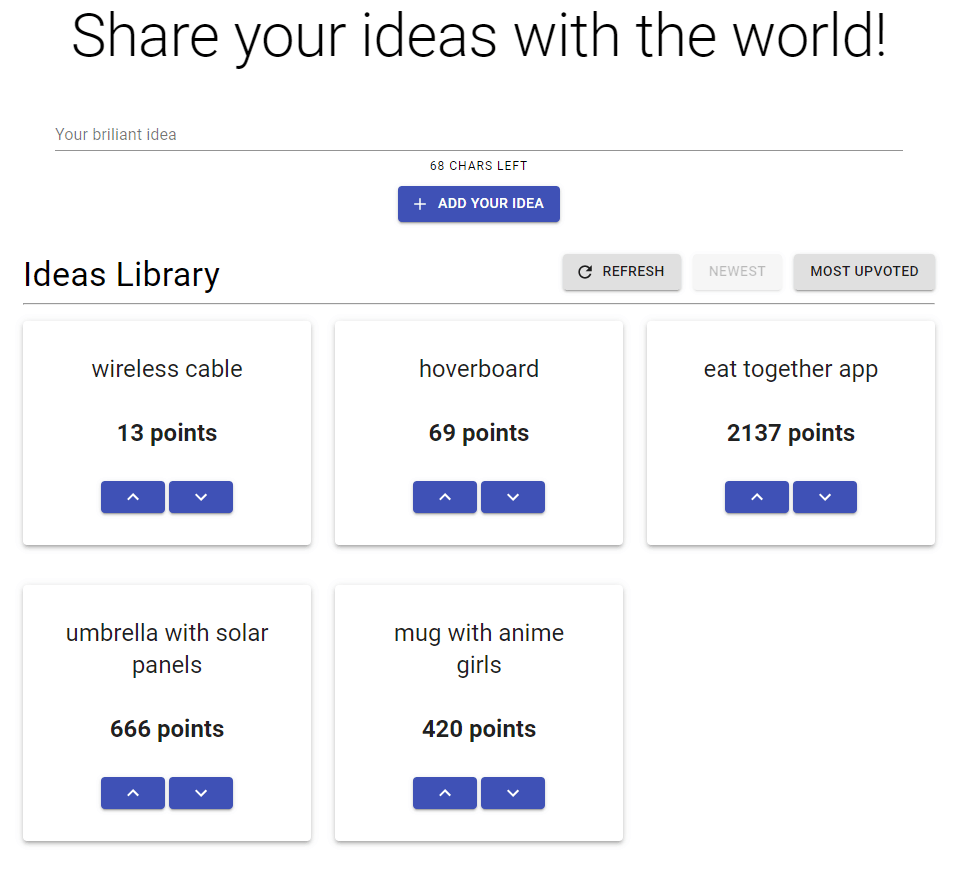 Share your ideas with the world!
Your briliant idea
68 CHARS LEFT
ADD YOUR IDEA
Ideas Library
REFRESH
NEWEST
MOST UPVOTED
wireless cable
13 points
hoverboard
69 points
eat together app
2137 points
umbrella with solar
panels
666 points
mug with anime
girls
420 points